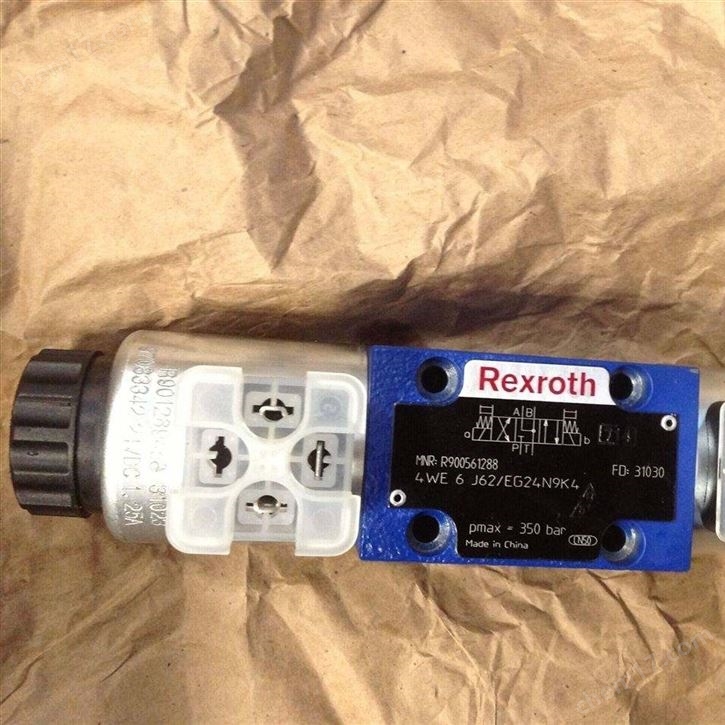 Rexroth
A B
a b
P T
MNR: R900561288
FD: 31030
4WE 6 J62/EG24N9K4
pmax = 350 bar
Made in China